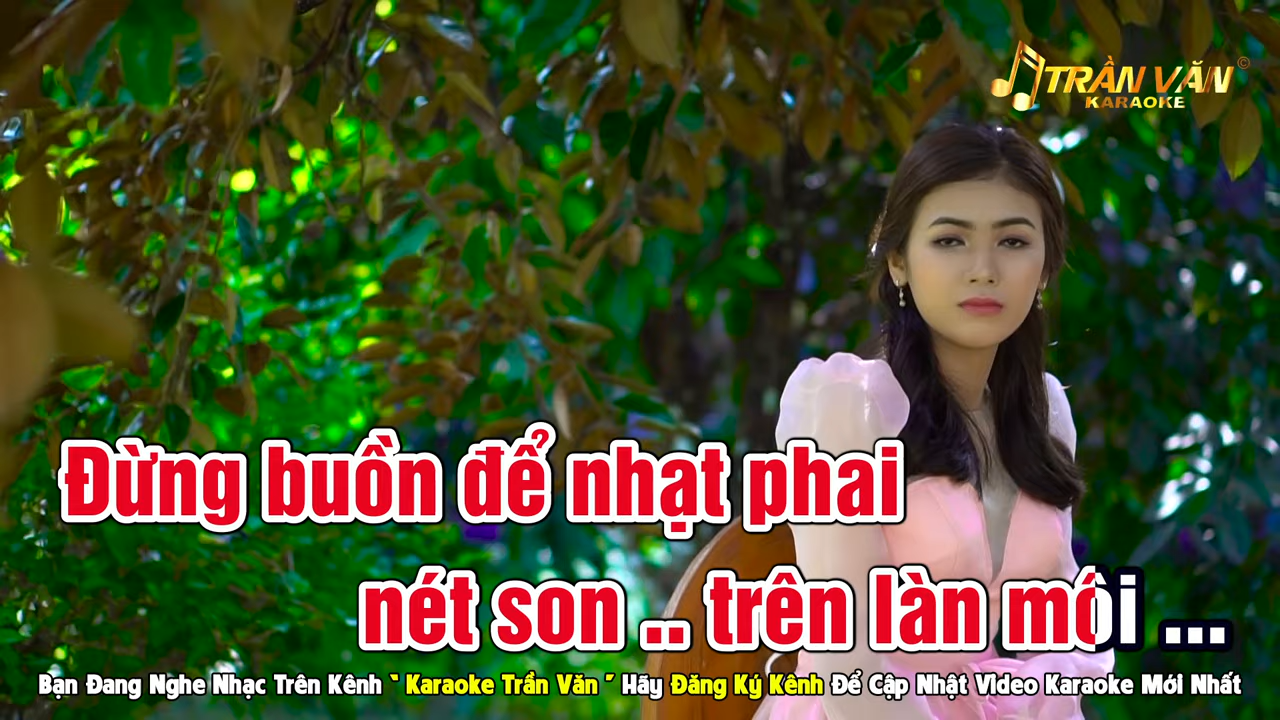 TRẦN VĂN ©
KARAOKE
Đừng buồn để nhạt phai
nét son .. trên làn môi ...
Bạn Đang Nghe Nhạc Trên Kênh “ Karaoke Trần Văn ” Hãy Đăng Ký Kênh Để Cập Nhật Video Karaoke Mới Nhất